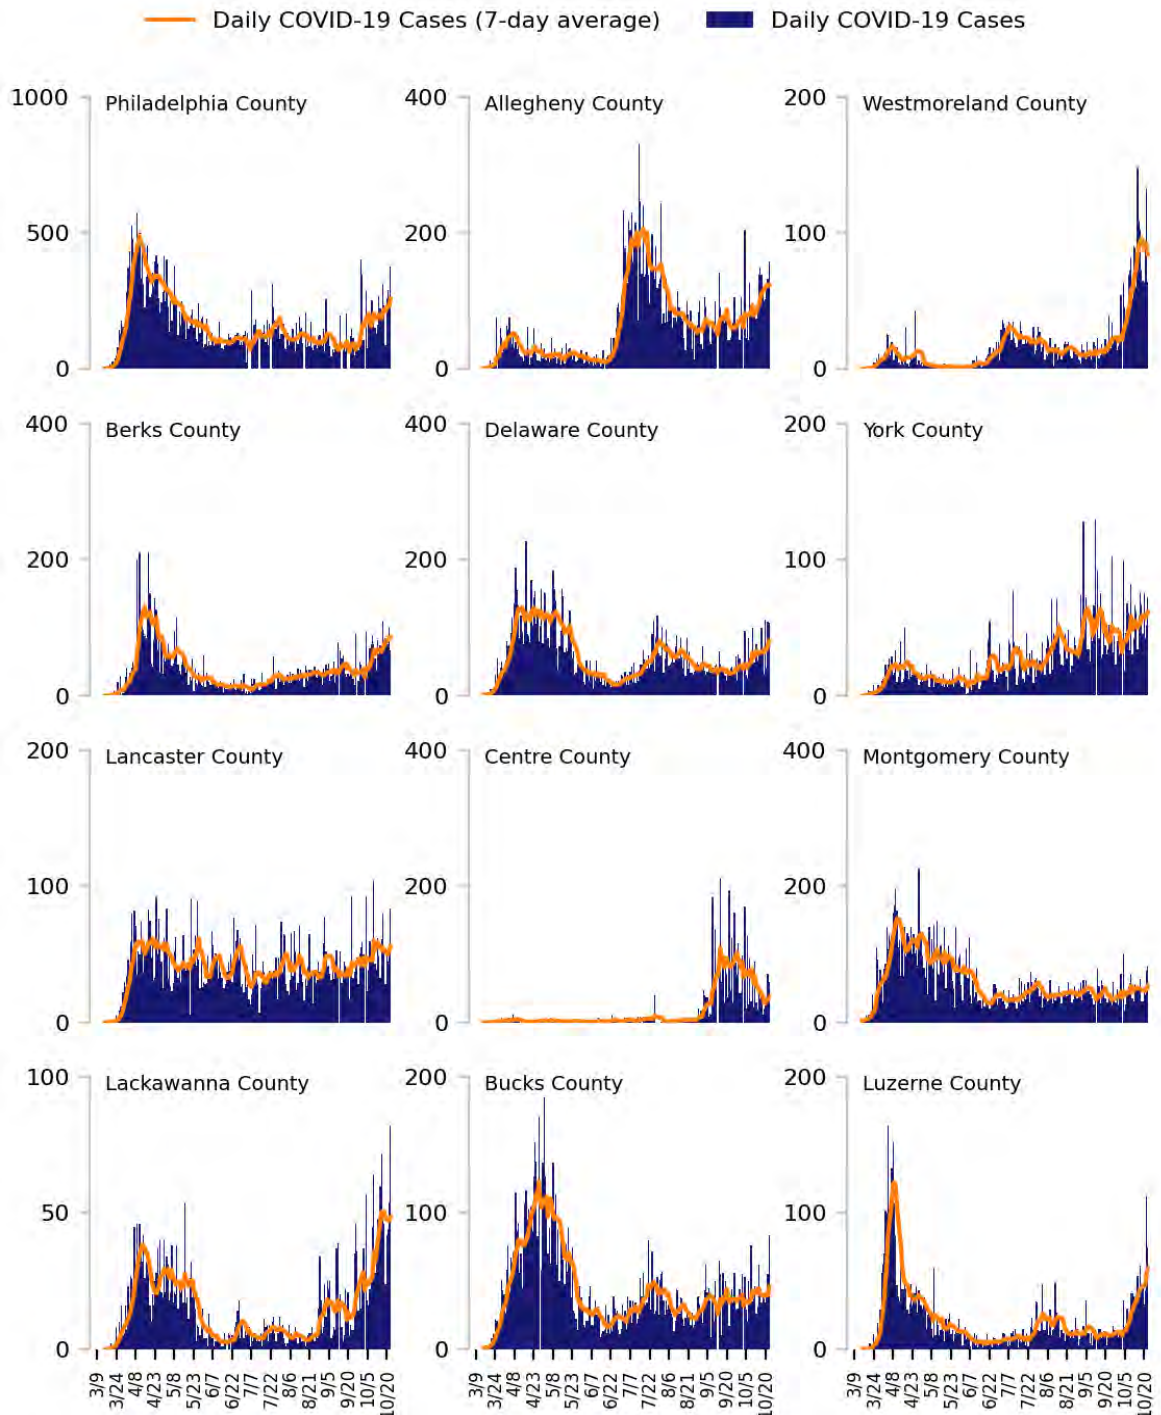 Daily COVID-19 Cases (7-day average) Daily COVID-19 Cases
1000 Philadelphia County 400 Allegheny County 200 Westmoreland County
500 200 100
0 0 0
400 Berks County 400 Delaware County 200 York County
200 200 100
0 0 0
200 Lancaster County 400 Centre County 400 Montgomery County
100 200 200
0 0 0
100 Lackawanna County 200 Bucks County 200 Luzerne County
50 100 100
0 0 0
3/9 3/24 4/8 4/23 5/8 5/23 6/7 6/22 7/7 7/22 8/6 8/21 9/5 9/20 10/5 10/20 3/9 3/24 4/8 4/23 5/8 5/23 6/7 6/22 7/7 7/22 8/6 8/21 9/5 9/20 10/5 10/20 3/9 3/24 4/8 4/23 5/8 5/23 6/7 6/22 7/7 7/22 8/6 8/21 9/5 9/20 10/5 10/20